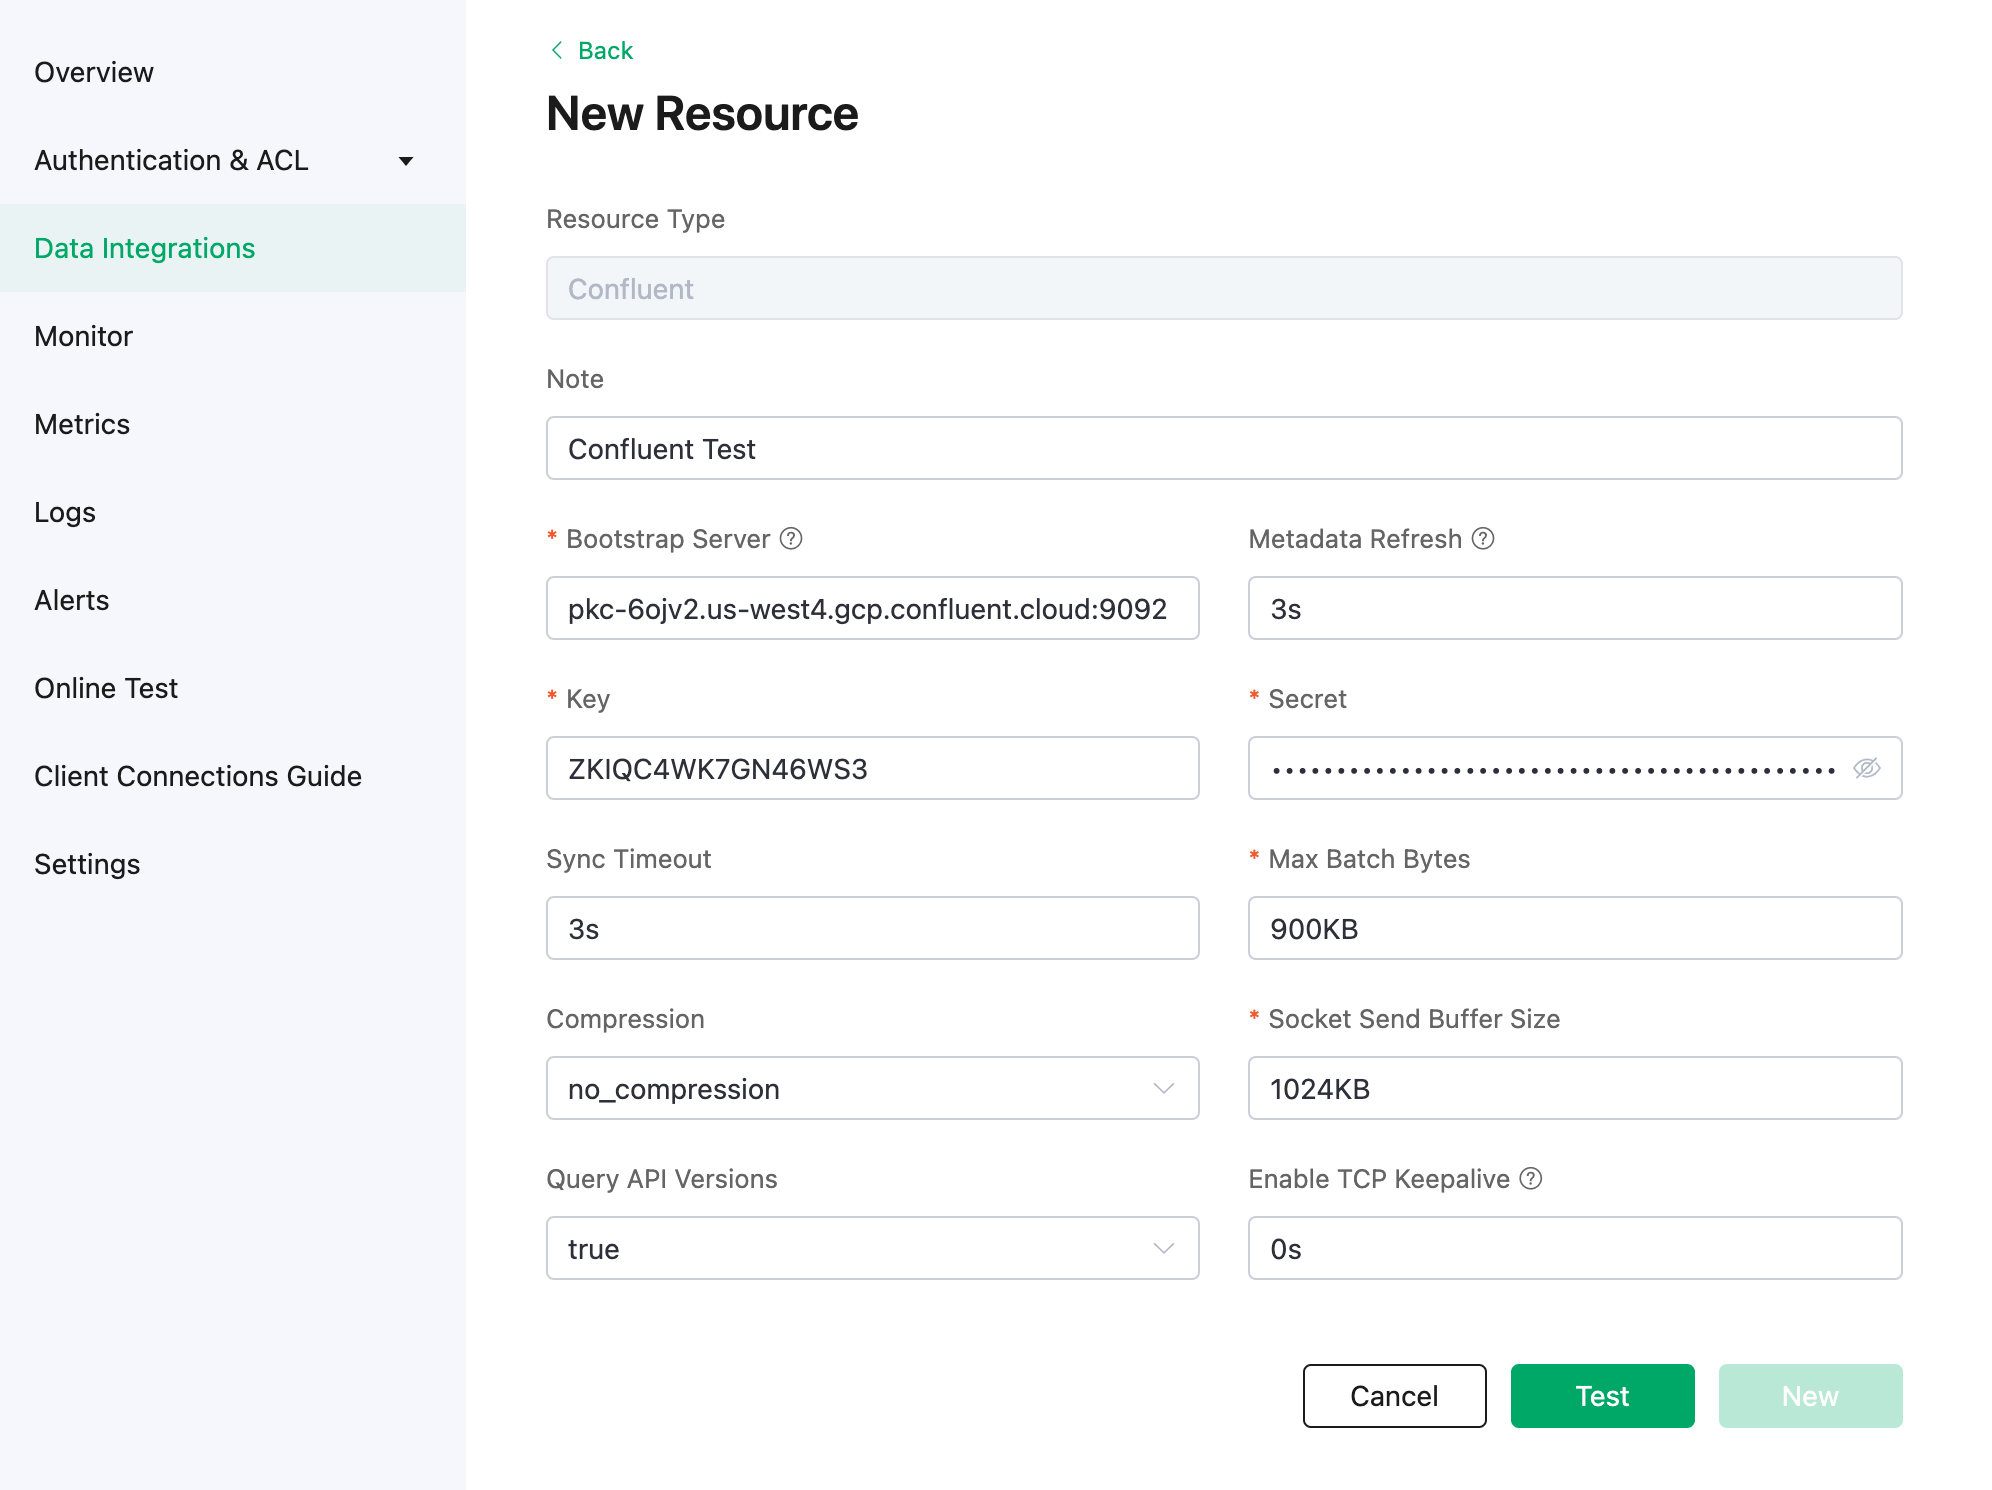 Overview
Authentication & ACL
Data Integrations
Monitor
Metrics
Logs
Alerts
Online Test
Client Connections Guide
Settings
Back
New Resource
Resource Type
Confluent
Note
Confluent Test
* Bootstrap Server
Metadata Refresh
pkc-6ojv2.us-west4.gcp.confluent.cloud:9092
3s
* Key
* Secret
ZKIQC4WK7GN46WS3
••••••••••••••••••••••••••••••••••••••••••••
Sync Timeout
* Max Batch Bytes
3s
900KB
Compression
* Socket Send Buffer Size
no_compression
1024KB
Query API Versions
Enable TCP Keepalive
true
0s
Cancel
Test
New